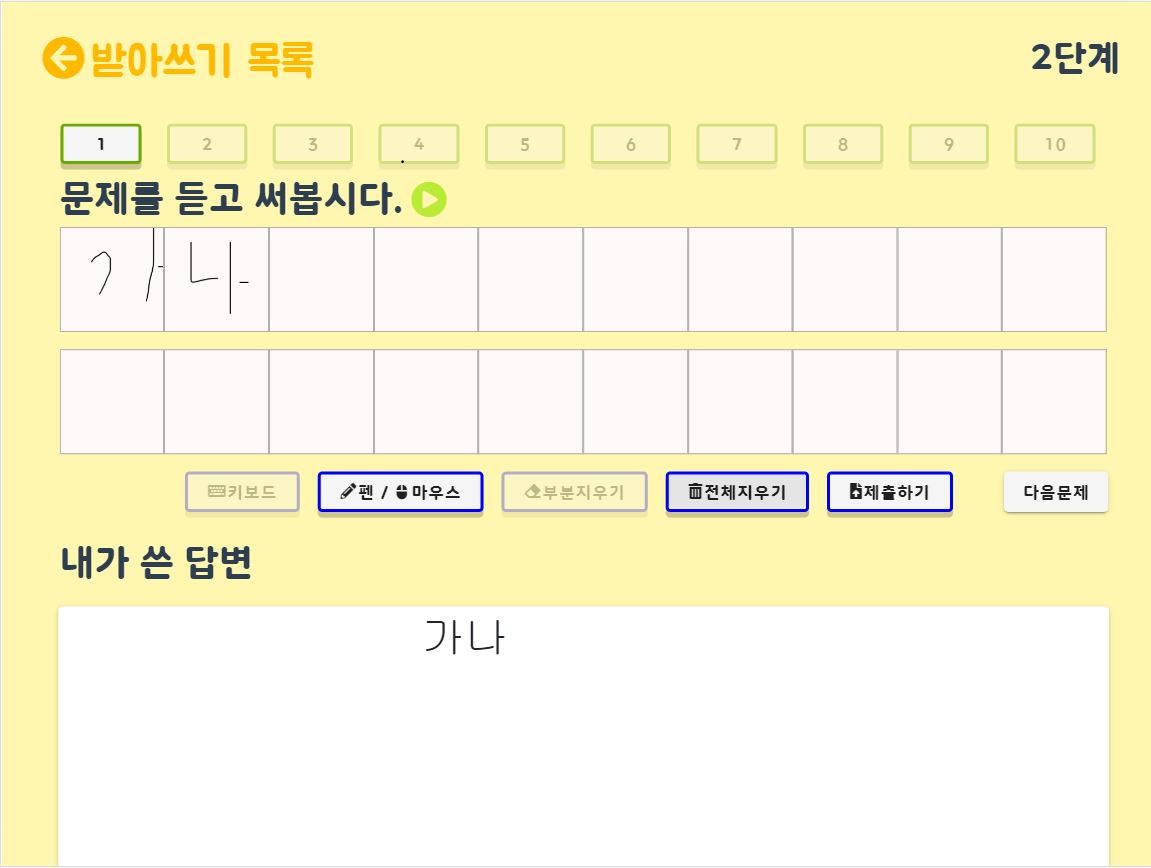 받아쓰기 목록
2단계
1 2 3 4 5 6 7 8 9 10
문제를 듣고 써봅시다.
가나
키보드 펜 / 마우스 부분지우기 전체지우기 제출하기 다음문제
내가 쓴 답변
가나